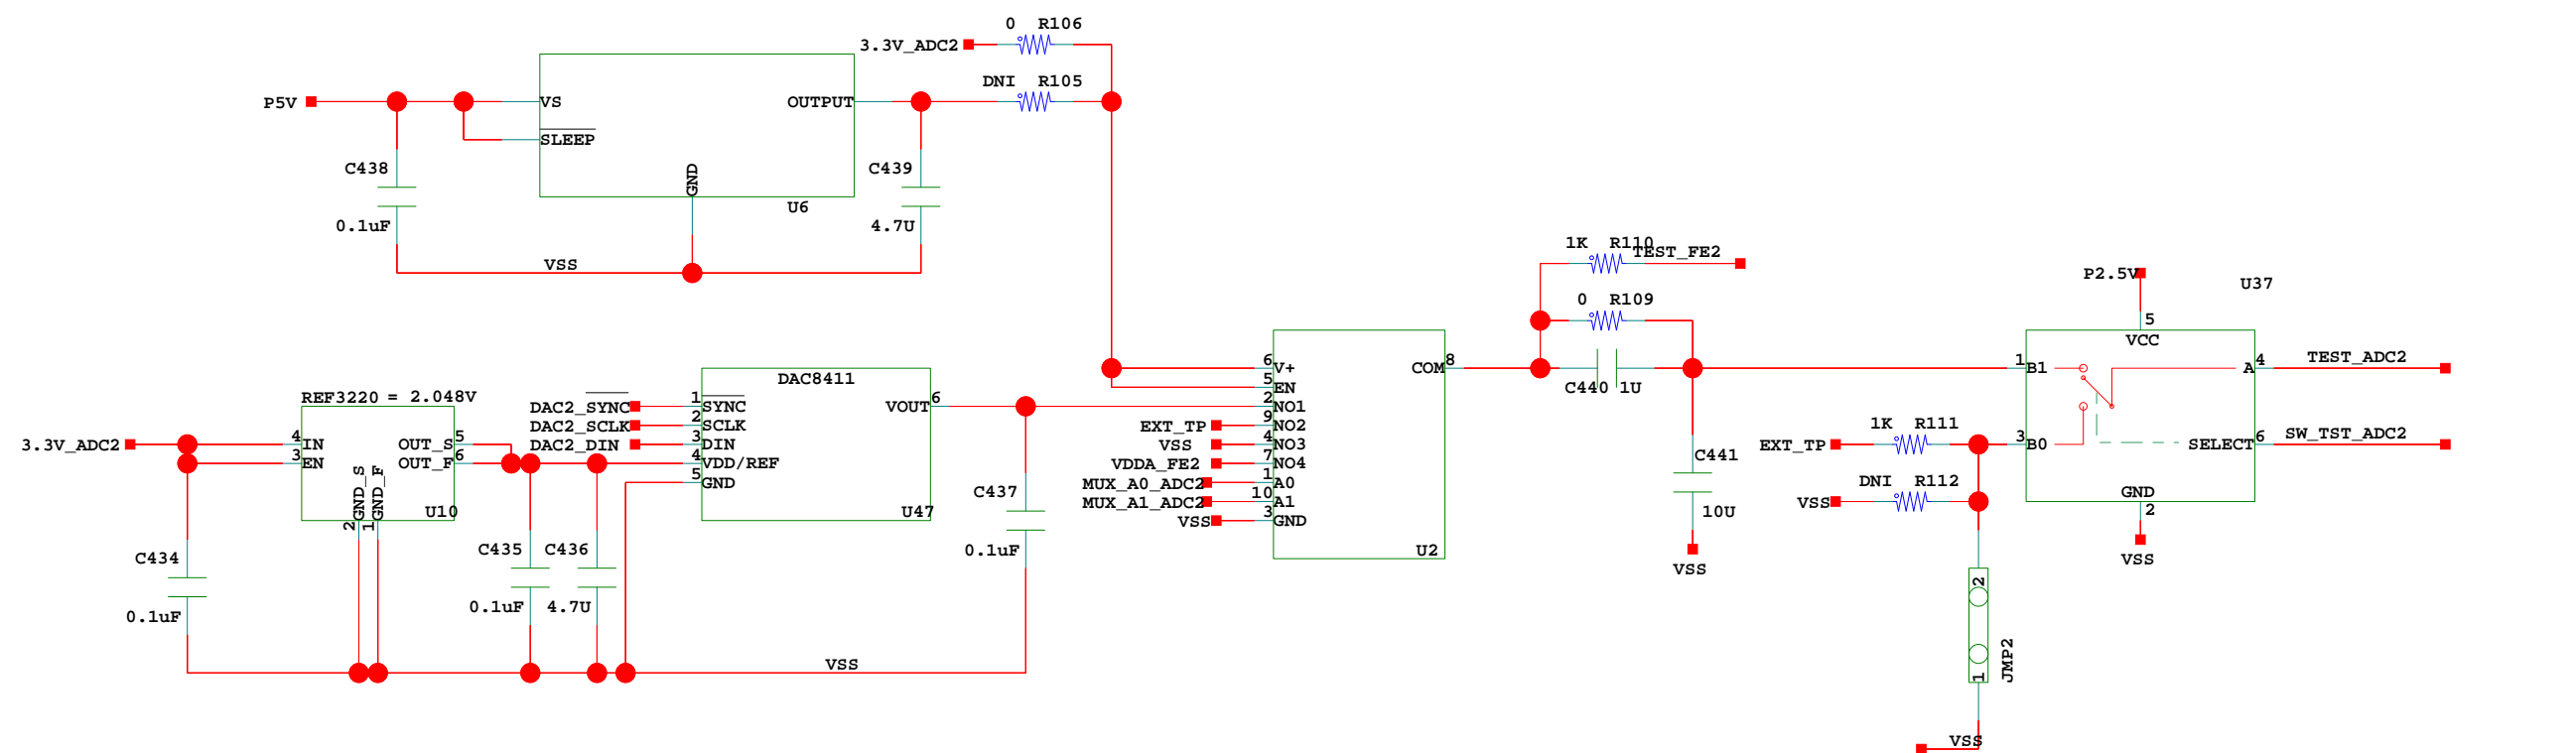 0 R106
3.3V_ADC2
DNI R105
P5V
VS
OUTPUT
SLEEP
C438
GND
C439
U6
0.1uF
4.7U
VSS
1K R110
TEST_FE2
0 R109
P2.5V
U37
5
VCC
6 V+
COM 8
5 EN
C440 1U
1 B1
A 4
TEST_ADC2
DAC8411
REF3220 = 2.048V
DAC2_SYNC
1 SYNC
VOUT 6
2 NO1
DAC2_SCLK
2 SCLK
EXT_TP
9 NO2
1K R111
3.3V_ADC2
4 IN
OUT_S 5
DAC2_DIN
3 DIN
VSS
4 NO3
EXT_TP
3 B0
SELECT 6
SW_TST_ADC2
3 EN
OUT_F 6
4 VDD/REF
VDDA_FE2
7 NO4
C441
5 GND
MUX_A0_ADC2
1 A0
DNI R112
C437
MUX_A1_ADC2
10 A1
VSS
GND
2
GND_S
2
GND_F
1
U10
U47
10U
VSS
3 GND
C434
C435
C436
0.1uF
U2
VSS
VSS
0.1uF
0.1uF
4.7U
2
VSS
JMP2
1
VSS